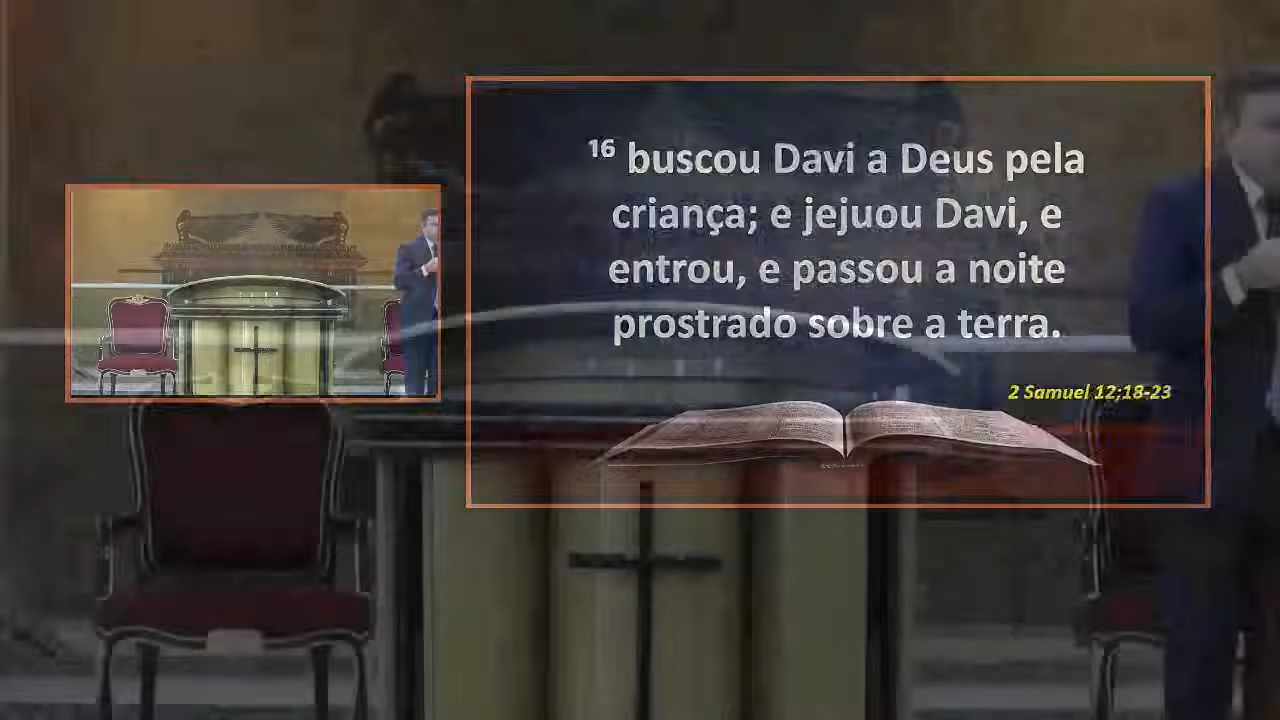 ¹⁶ buscou Davi a Deus pela
criança; e jejuou Davi, e
entrou, e passou a noite
prostrado sobre a terra.
2 Samuel 12;18-23